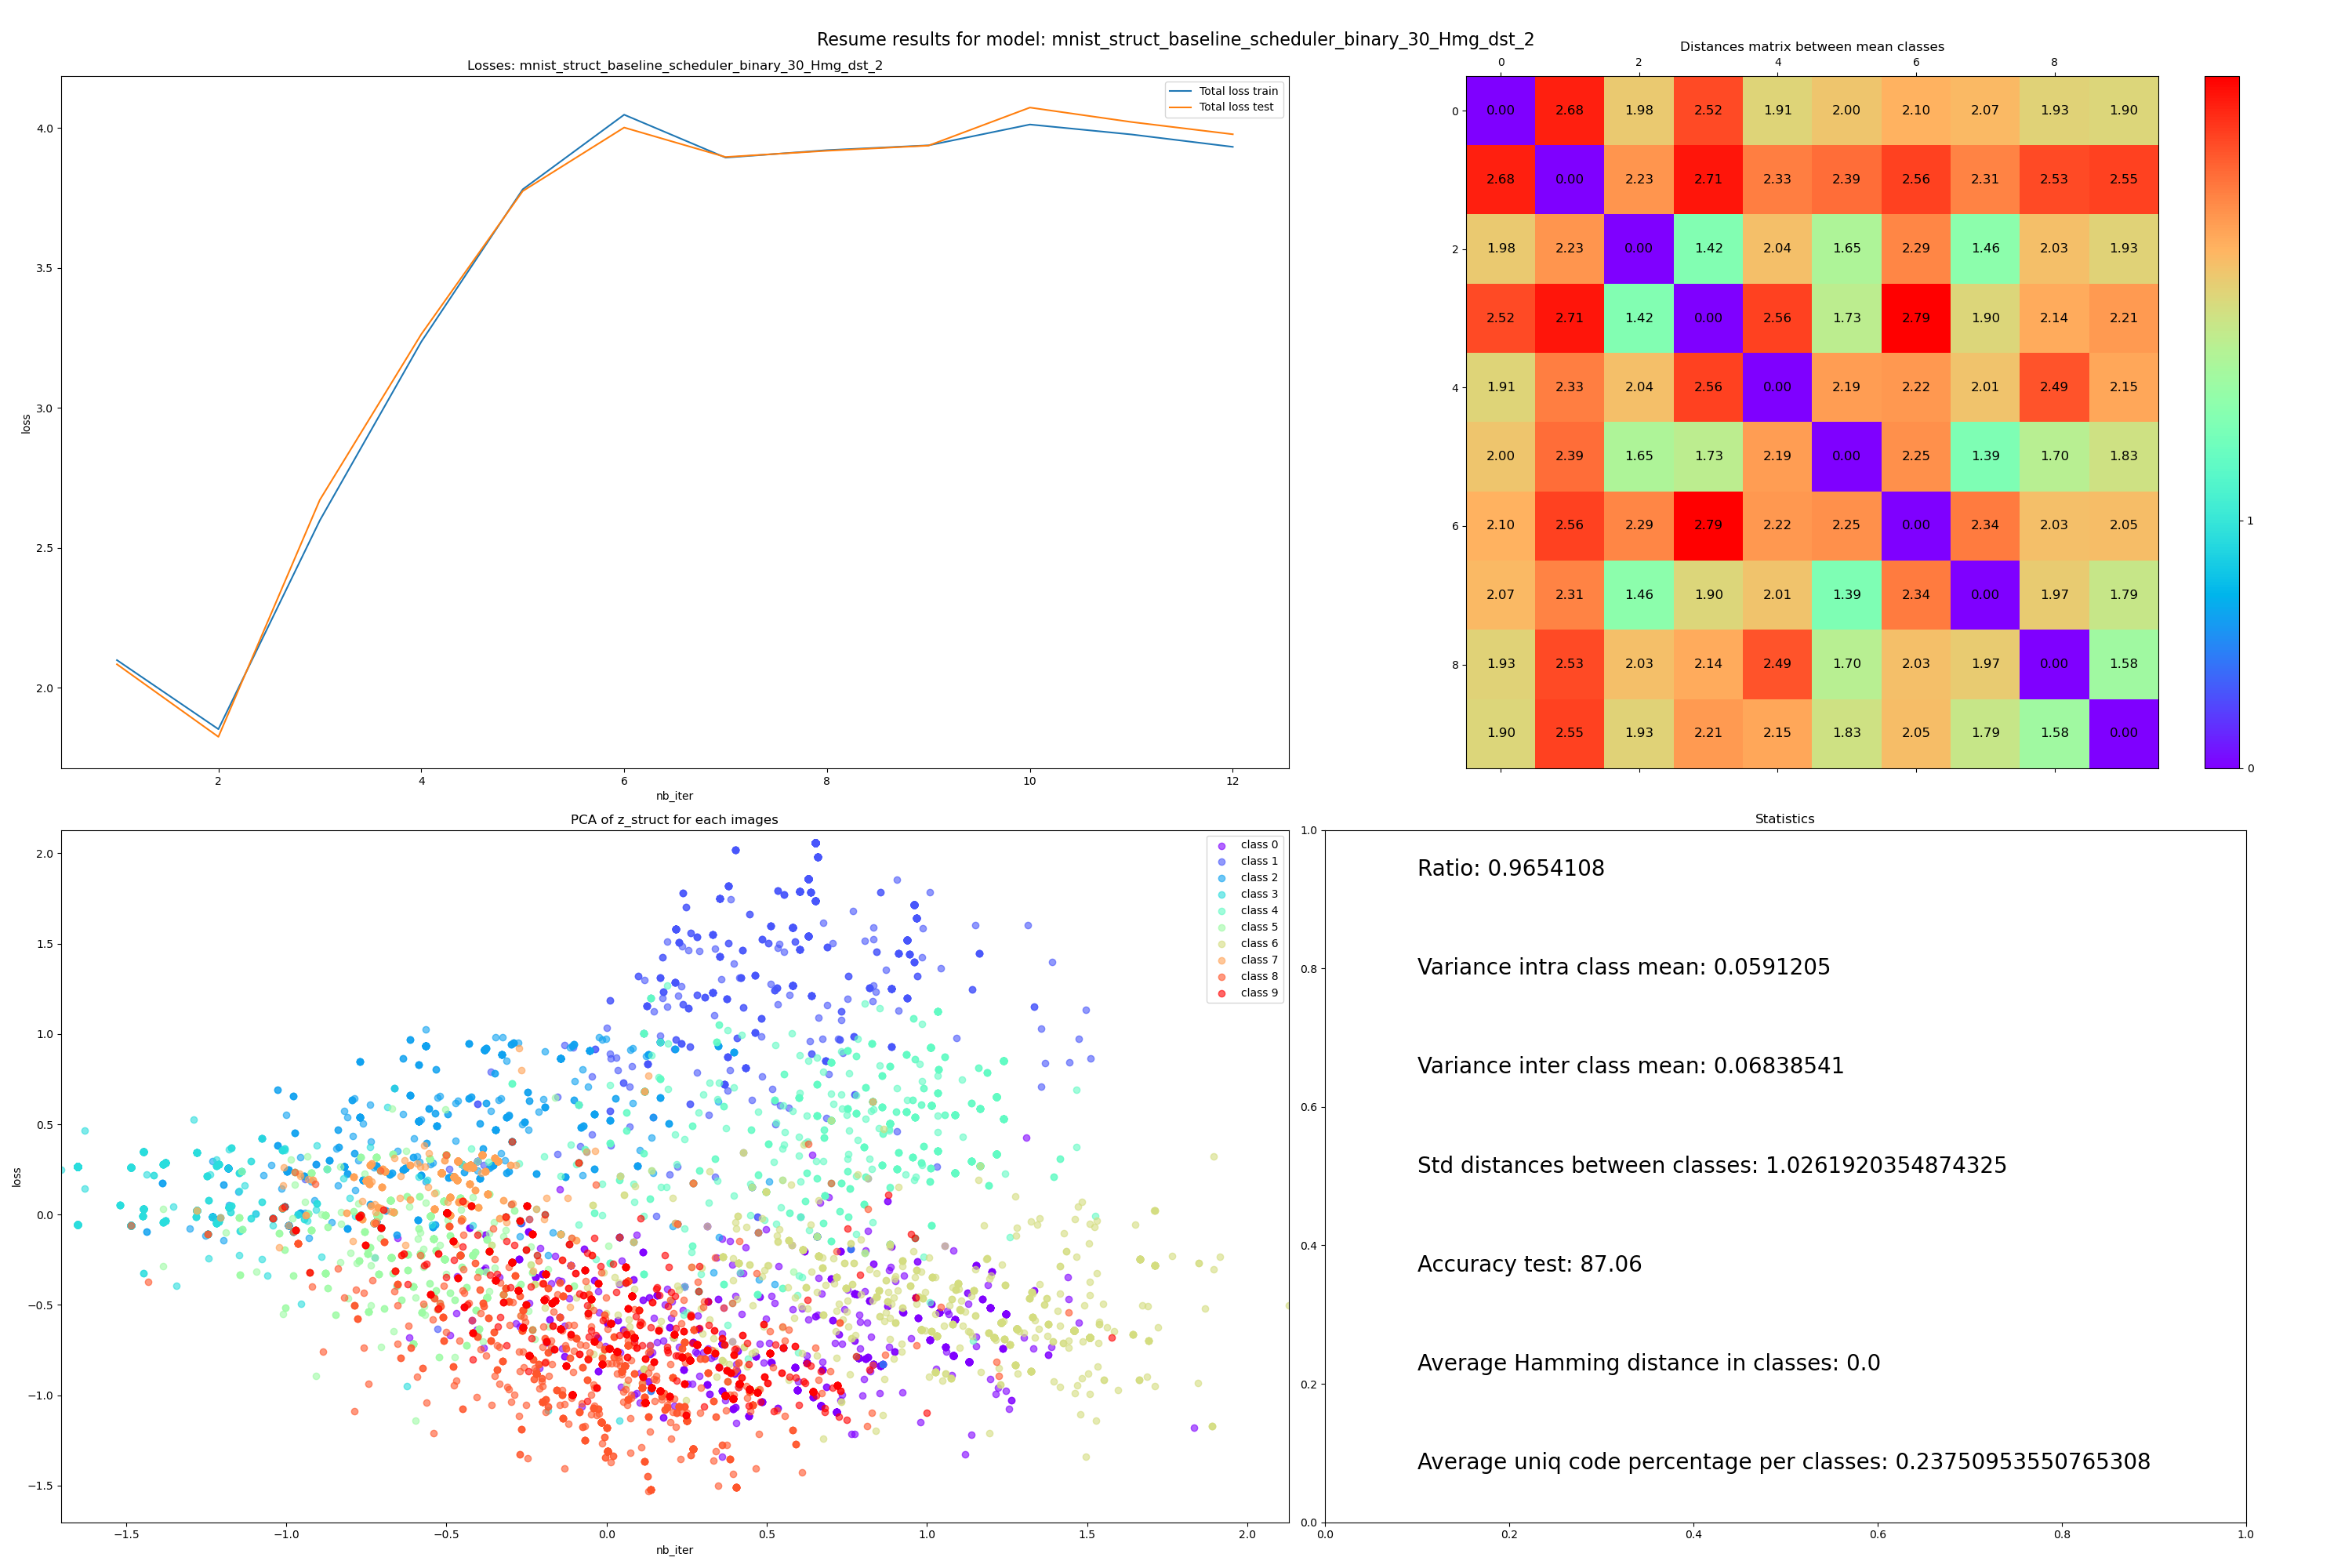 Resume results for model: mnist_struct_baseline_scheduler_binary_30_Hmg_dst_2
Losses: mnist_struct_baseline_scheduler_binary_30_Hmg_dst_2
Total loss train
Total loss test
4.0
3.5
3.0
2.5
2.0
loss
2 4 6 8 10 12
nb_iter
Distances matrix between mean classes
0 2 4 6 8
0 0.00 2.68 1.98 2.52 1.91 2.00 2.10 2.07 1.93 1.90
2.68 0.00 2.23 2.71 2.33 2.39 2.56 2.31 2.53 2.55
2 1.98 2.23 0.00 1.42 2.04 1.65 2.29 1.46 2.03 1.93
2.52 2.71 1.42 0.00 2.56 1.73 2.79 1.90 2.14 2.21
4 1.91 2.33 2.04 2.56 0.00 2.19 2.22 2.01 2.49 2.15
2.00 2.39 1.65 1.73 2.19 0.00 2.25 1.39 1.70 1.83
6 2.10 2.56 2.29 2.79 2.22 2.25 0.00 2.34 2.03 2.05
2.07 2.31 1.46 1.90 2.01 1.39 2.34 0.00 1.97 1.79
8 1.93 2.53 2.03 2.14 2.49 1.70 2.03 1.97 0.00 1.58
1.90 2.55 1.93 2.21 2.15 1.83 2.05 1.79 1.58 0.00
1
0
PCA of z_struct for each images
class 0
class 1
class 2
class 3
class 4
class 5
class 6
class 7
class 8
class 9
2.0
1.5
1.0
0.5
0.0
−0.5
−1.0
−1.5
loss
−1.5 −1.0 −0.5 0.0 0.5 1.0 1.5 2.0
nb_iter
Statistics
1.0
0.8
0.6
0.4
0.2
0.0
Ratio: 0.9654108
Variance intra class mean: 0.0591205
Variance inter class mean: 0.06838541
Std distances between classes: 1.0261920354874325
Accuracy test: 87.06
Average Hamming distance in classes: 0.0
Average uniq code percentage per classes: 0.23750953550765308
0.0 0.2 0.4 0.6 0.8 1.0